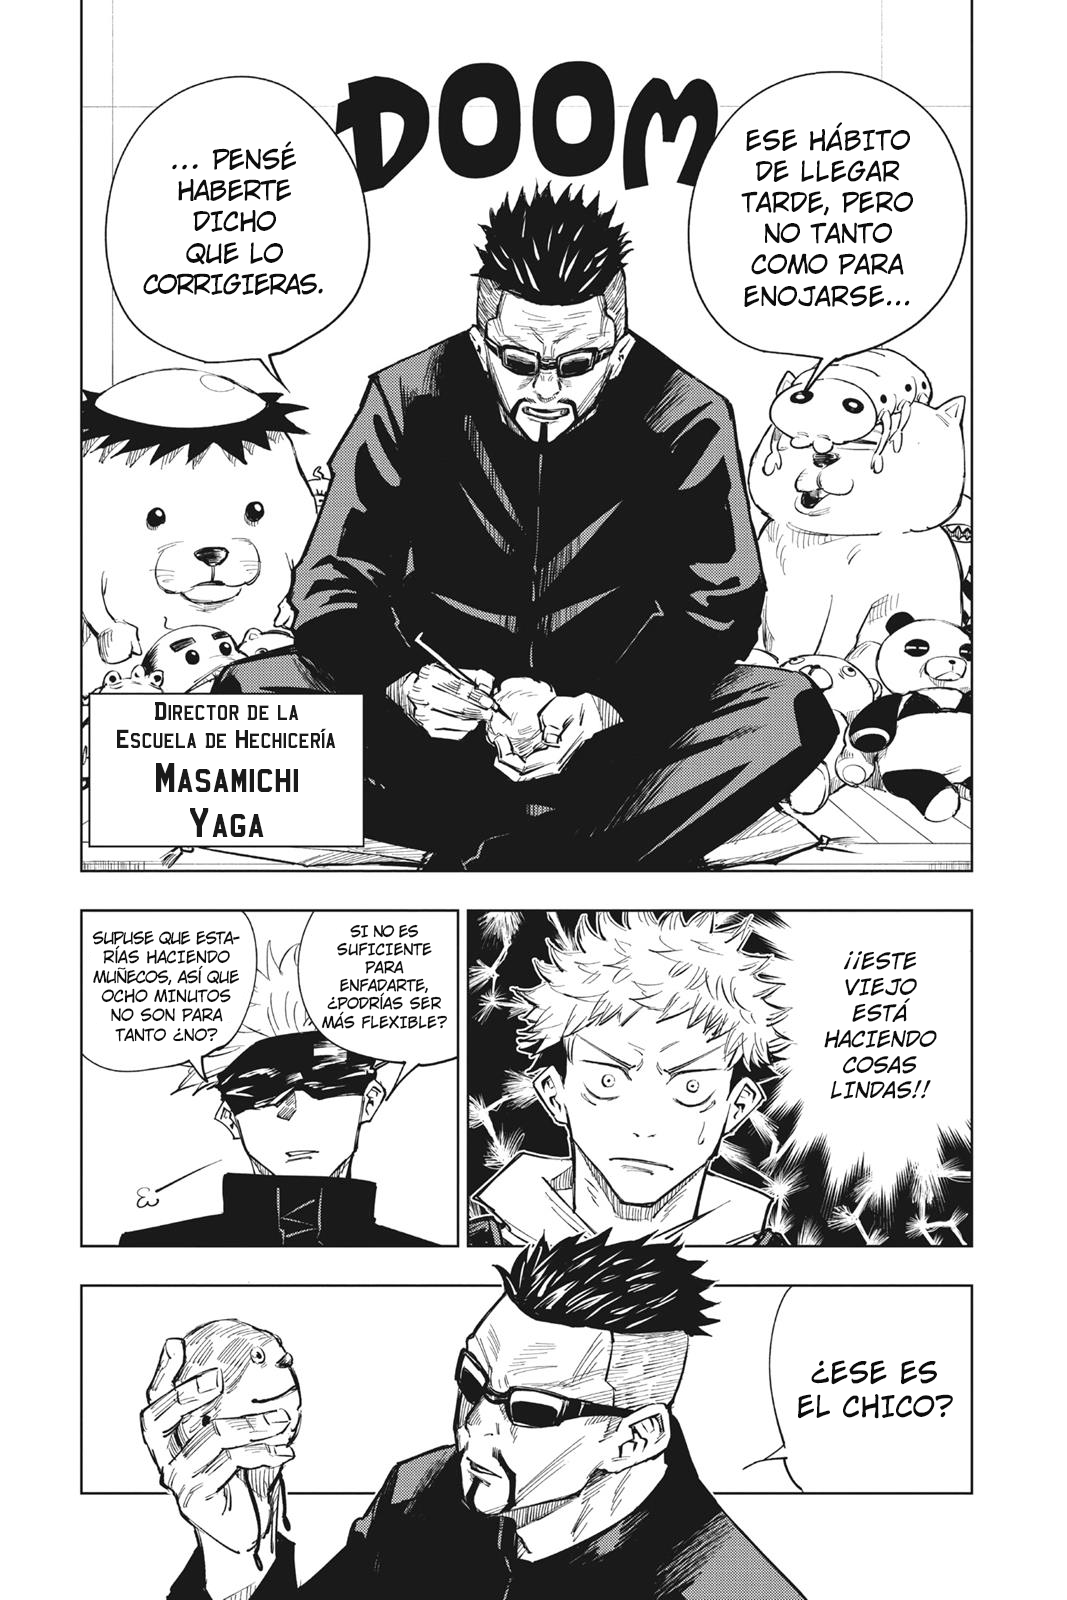 DOOM
ESE HÁBITO
DE LLEGAR
TARDE, PERO
NO TANTO
COMO PARA
ENOJARSE...
... PENSÉ
HABERTE
DICHO
QUE LO
CORRIGIERAS.
DIRECTOR DE LA
ESCUELA DE HECHICERÍA
MASAMICHI
YAGA
¡¡ESTE
VIEJO
ESTÁ
HACIENDO
COSAS
LINDAS!!
SI NO ES
SUFICIENTE
PARA
ENFADARTE,
¿PODRÍAS SER
MÁS FLEXIBLE?
SUPUSE QUE ESTA-
RÍAS HACIENDO
MUÑECOS, ASÍ QUE
OCHO MINUTOS
NO SON PARA
TANTO ¿NO?
¿ESE ES
EL CHICO?